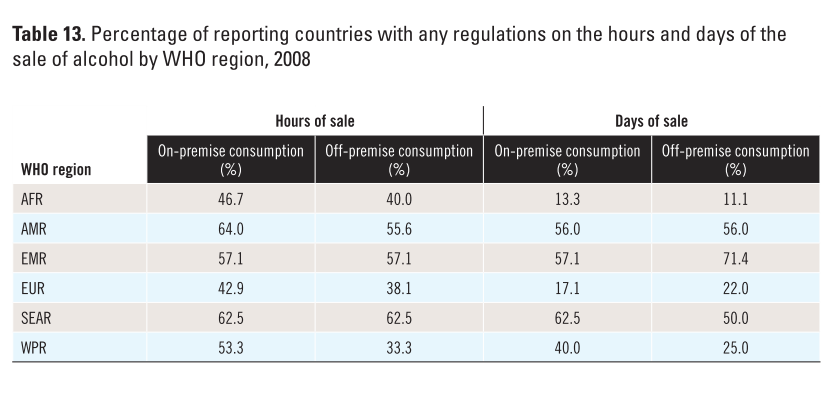 Table 13. Percentage of reporting countries with any regulations on the hours and days of the
sale of alcohol by WHO region, 2008
Hours of sale Days of sale
WHO region On-premise consumption (%) Off-premise consumption (%) On-premise consumption (%) Off-premise consumption (%)
AFR 46.7 40.0 13.3 11.1
AMR 64.0 55.6 56.0 56.0
EMR 57.1 57.1 57.1 71.4
EUR 42.9 38.1 17.1 22.0
SEAR 62.5 62.5 62.5 50.0
WPR 53.3 33.3 40.0 25.0